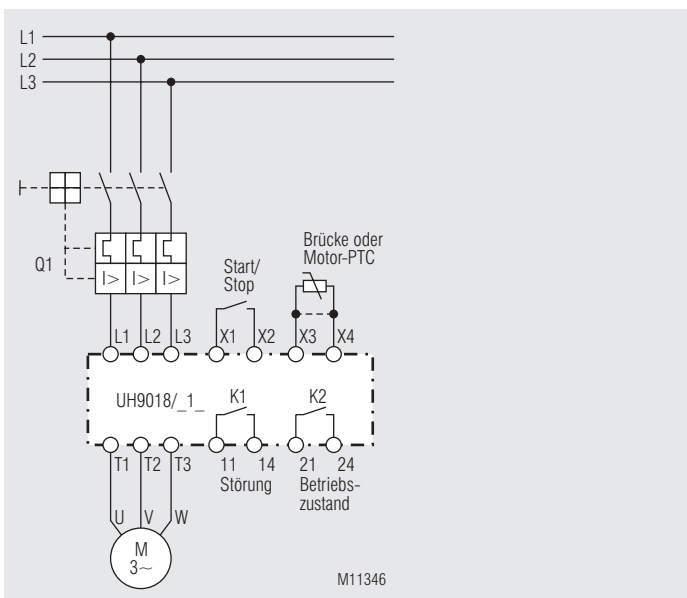 L1
L2
L3
Q1
I> I> I>
Start/
Stop
Brücke oder
Motor-PTC
L1 L2 L3 X1 X2 X3 X4
UH9018/_1_ K1 K2
T1 T2 T3 11 14 21 24
Störung
Betriebs-
zustand
U V W
M
3~
M11346